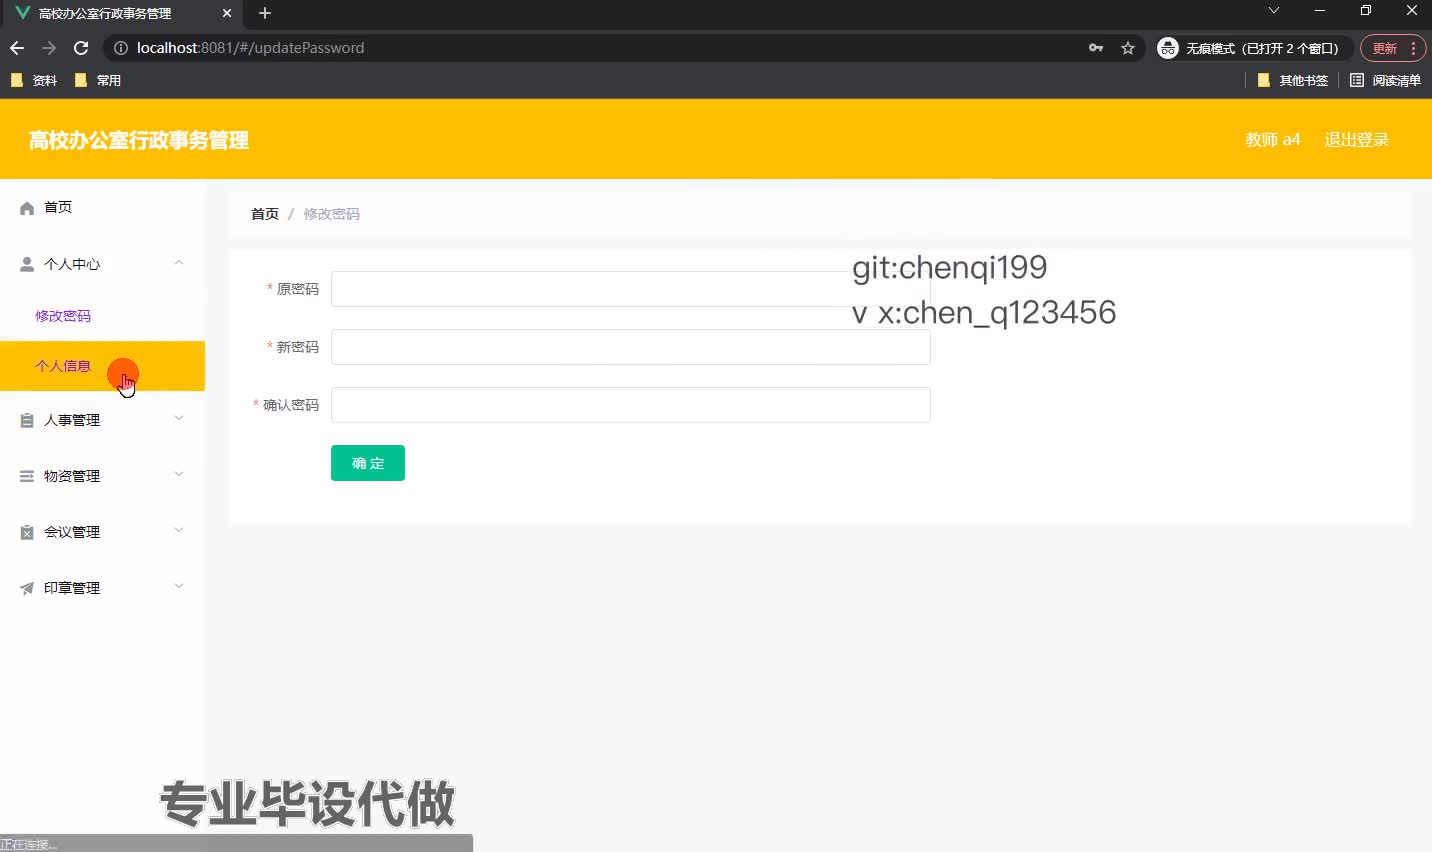 高校办公室行政事务管理
localhost:8081/#/updatePassword
无痕模式（已打开 2 个窗口）
更新
资料
常用
其他书签
阅读清单
高校办公室行政事务管理
教师 a4
退出登录
首页
个人中心
修改密码
个人信息
人事管理
物资管理
会议管理
印章管理
首页 / 修改密码
* 原密码
* 新密码
* 确认密码
确 定
git:chenqi199
v x:chen_q123456
专业毕设代做
正在连接...